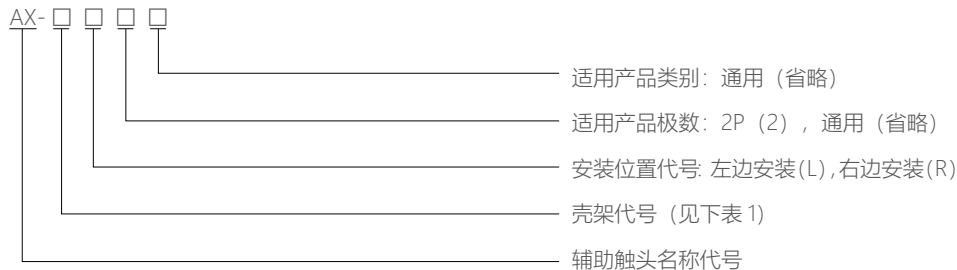 AX-□ □ □ □
适用产品类别：通用（省略）
适用产品极数：2P（2），通用（省略）
安装位置代号: 左边安装(L),右边安装(R)
壳架代号（见下表1）
辅助触头名称代号